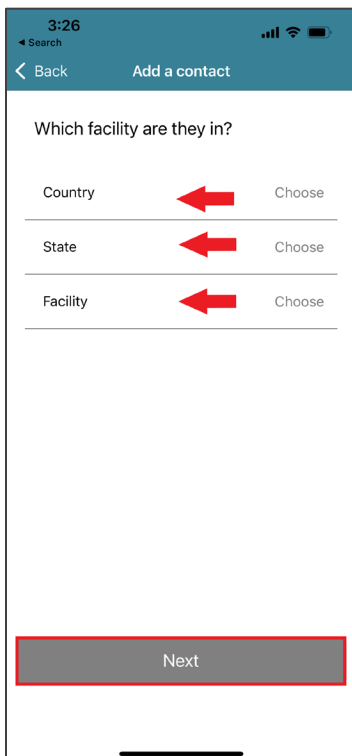 3:26
◀ Search
Back Add a contact
Which facility are they in?
Country Choose
State Choose
Facility Choose
Next